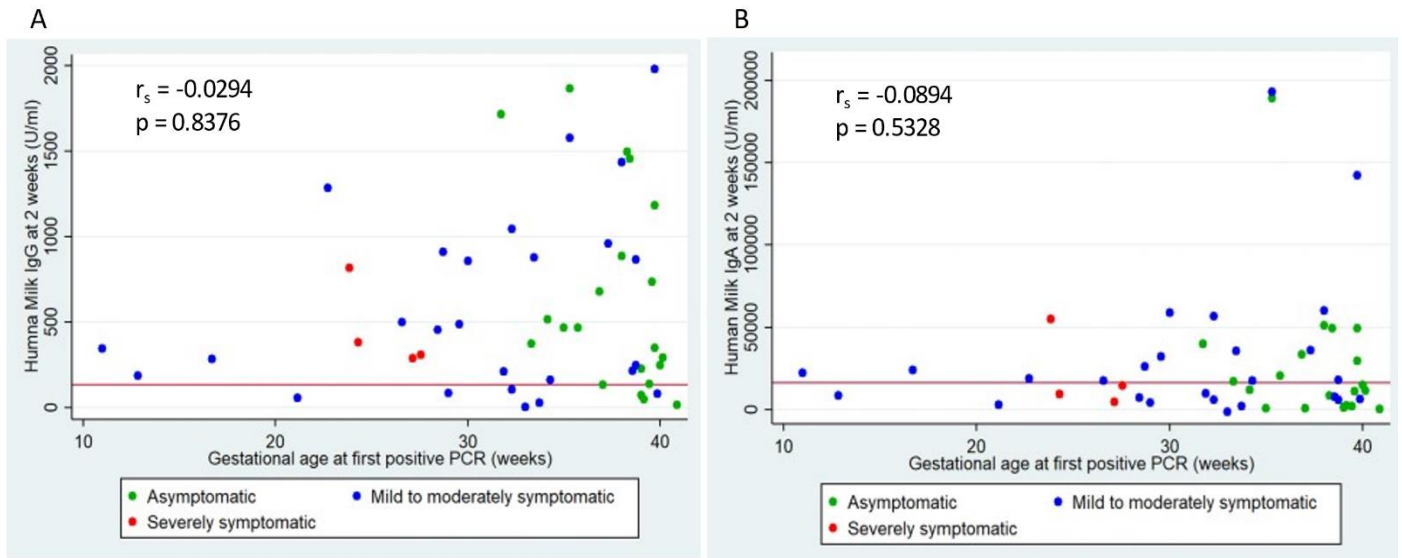 A
Humma Milk IgG at 2 weeks (U/ml)
2000
1500
1000
500
0
r_s = -0.0294
p = 0.8376
10 20 30 40
Gestational age at first positive PCR (weeks)
Asymptomatic Mild to moderately symptomatic
Severely symptomatic
B
Human Milk IgA at 2 weeks (U/ml)
200000
150000
100000
50000
0
r_s = -0.0894
p = 0.5328
10 20 30 40
Gestational age at first positive PCR (weeks)
Asymptomatic Mild to moderately symptomatic
Severely symptomatic